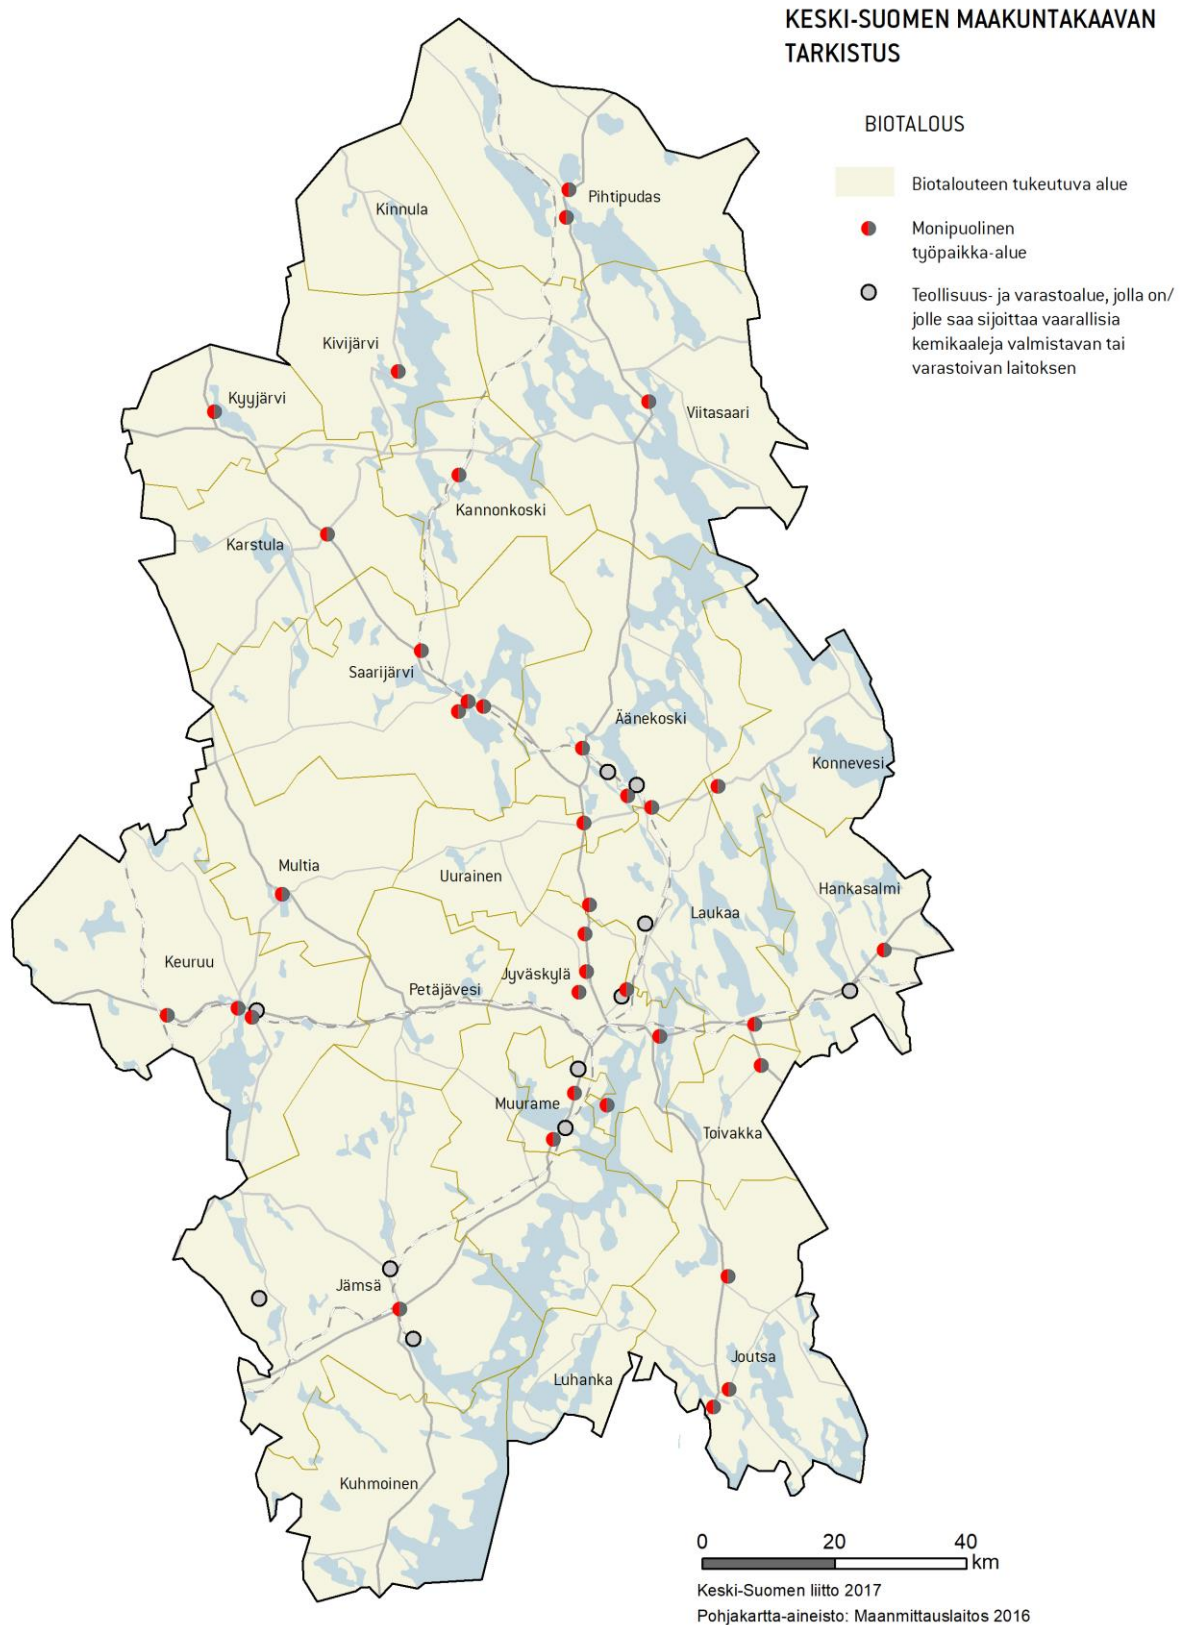 KESKI-SUOMEN MAAKUNTAKAAVAN
TARKISTUS
BIOTALOUS
Biotalouteen tukeutuva alue
Monipuolinen
työpaikka-alue
Teollisuus- ja varastoalue, jolla on/
jolle saa sijoittaa vaarallisia
kemikaaleja valmistavan tai
varastoivan laitoksen
Pihtipudas
Kinnula
Kivijärvi
Kyyjärvi
Viitasaari
Kannonkoski
Karstula
Saarijärvi
Äänekoski
Konnevesi
Multia
Uurainen
Hankasalmi
Laukaa
Keuruu
Jyväskylä
Petäjävesi
Muurame
Toivakka
Jämsä
Joutsa
Luhanka
Kuhmoinen
0 20 40
km
Keski-Suomen liitto 2017
Pohjakartta-aineisto: Maanmittauslaitos 2016